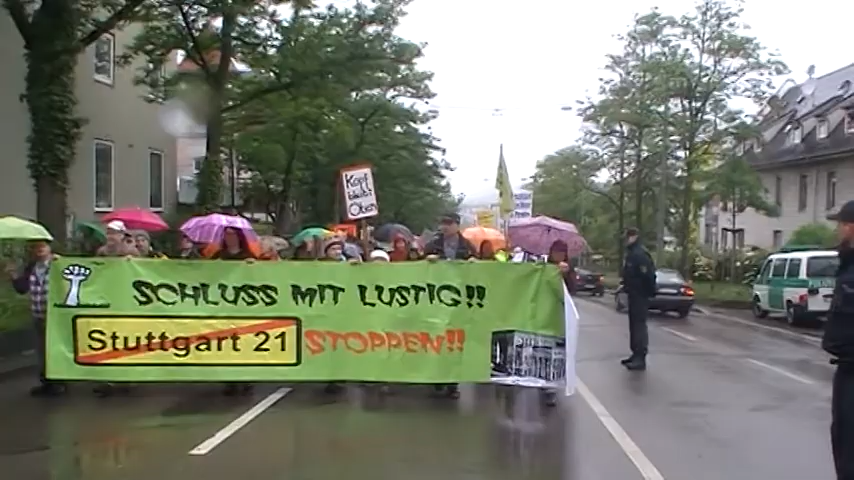 Kopf
bleibt
Oben
SCHLUSS MIT LUSTIG!!
Stuttgart 21
STOPPEN!!